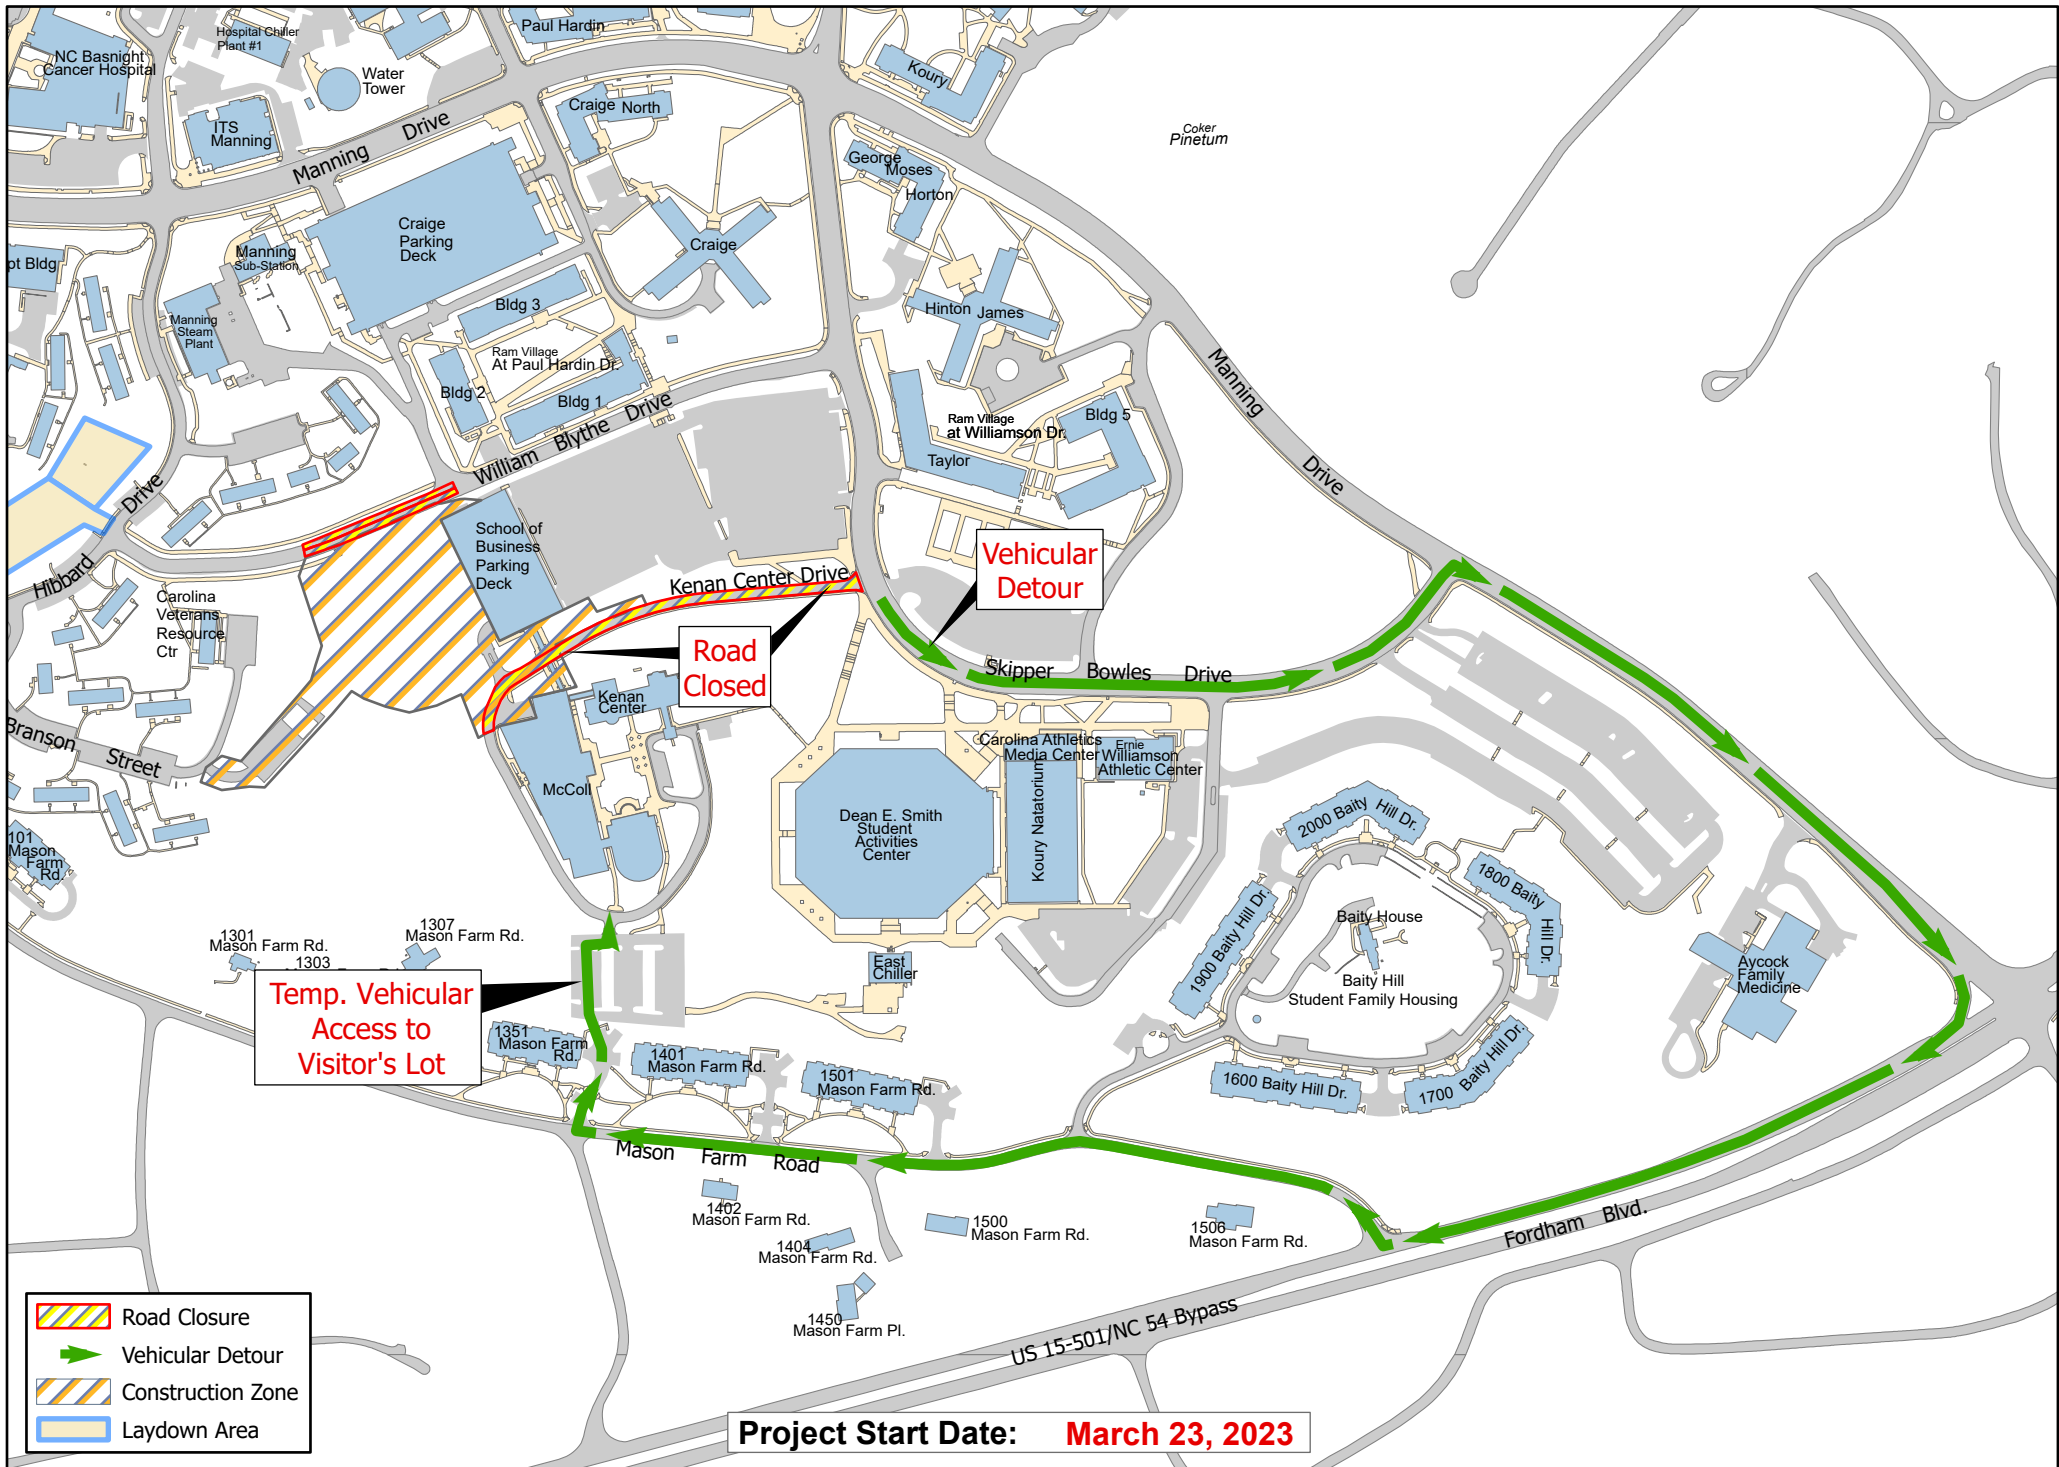 Paul Hardin
Hospital Chiller
Plant #1
NC Basnight
Cancer Hospital
Water
Tower
Koury
Craige North
ITS
Manning
Manning Drive
Coker
Pinetum
George
Moses
Horton
Craige
Parking
Deck
Craige
pt Bldg
Manning
Sub-Station
Bldg 3
Hinton James
Manning
Steam
Plant
Ram Village
At Paul Hardin Dr.
Bldg 2
Bldg 1
William Blythe Drive
Manning Drive
Ram Village
at Williamson Dr.
Bldg 5
Taylor
Hibbard Drive
School of
Business
Parking
Deck
Kenan Center Drive
Vehicular
Detour
Carolina
Veterans
Resource
Ctr
Road
Closed
Skipper Bowles Drive
Kenan
Center
Branson Street
McColl
Carolina Athletics
Media Center
Ernie
Williamson
Athletic Center
Koury Natatorium
Dean E. Smith
Student
Activities
Center
101
Mason
Farm
Rd.
2000 Baity Hill Dr.
1800 Baity Hill Dr.
1900 Baity Hill Dr.
Baity House
Baity Hill
Student Family Housing
1301
Mason Farm Rd.
1303
1307
Mason Farm Rd.
East
Chiller
Aycock
Family
Medicine
Temp. Vehicular
Access to
Visitor's Lot
1351
Mason Farm
Rd.
1401
Mason Farm Rd.
1501
Mason Farm Rd.
1600 Baity Hill Dr.
1700 Baity Hill Dr.
Mason Farm Road
1402
Mason Farm Rd.
1404
Mason Farm Rd.
1500
Mason Farm Rd.
1506
Mason Farm Rd.
Fordham Blvd.
1450
Mason Farm Pl.
US 15-501/NC 54 Bypass
Road Closure
Vehicular Detour
Construction Zone
Laydown Area
Project Start Date: March 23, 2023